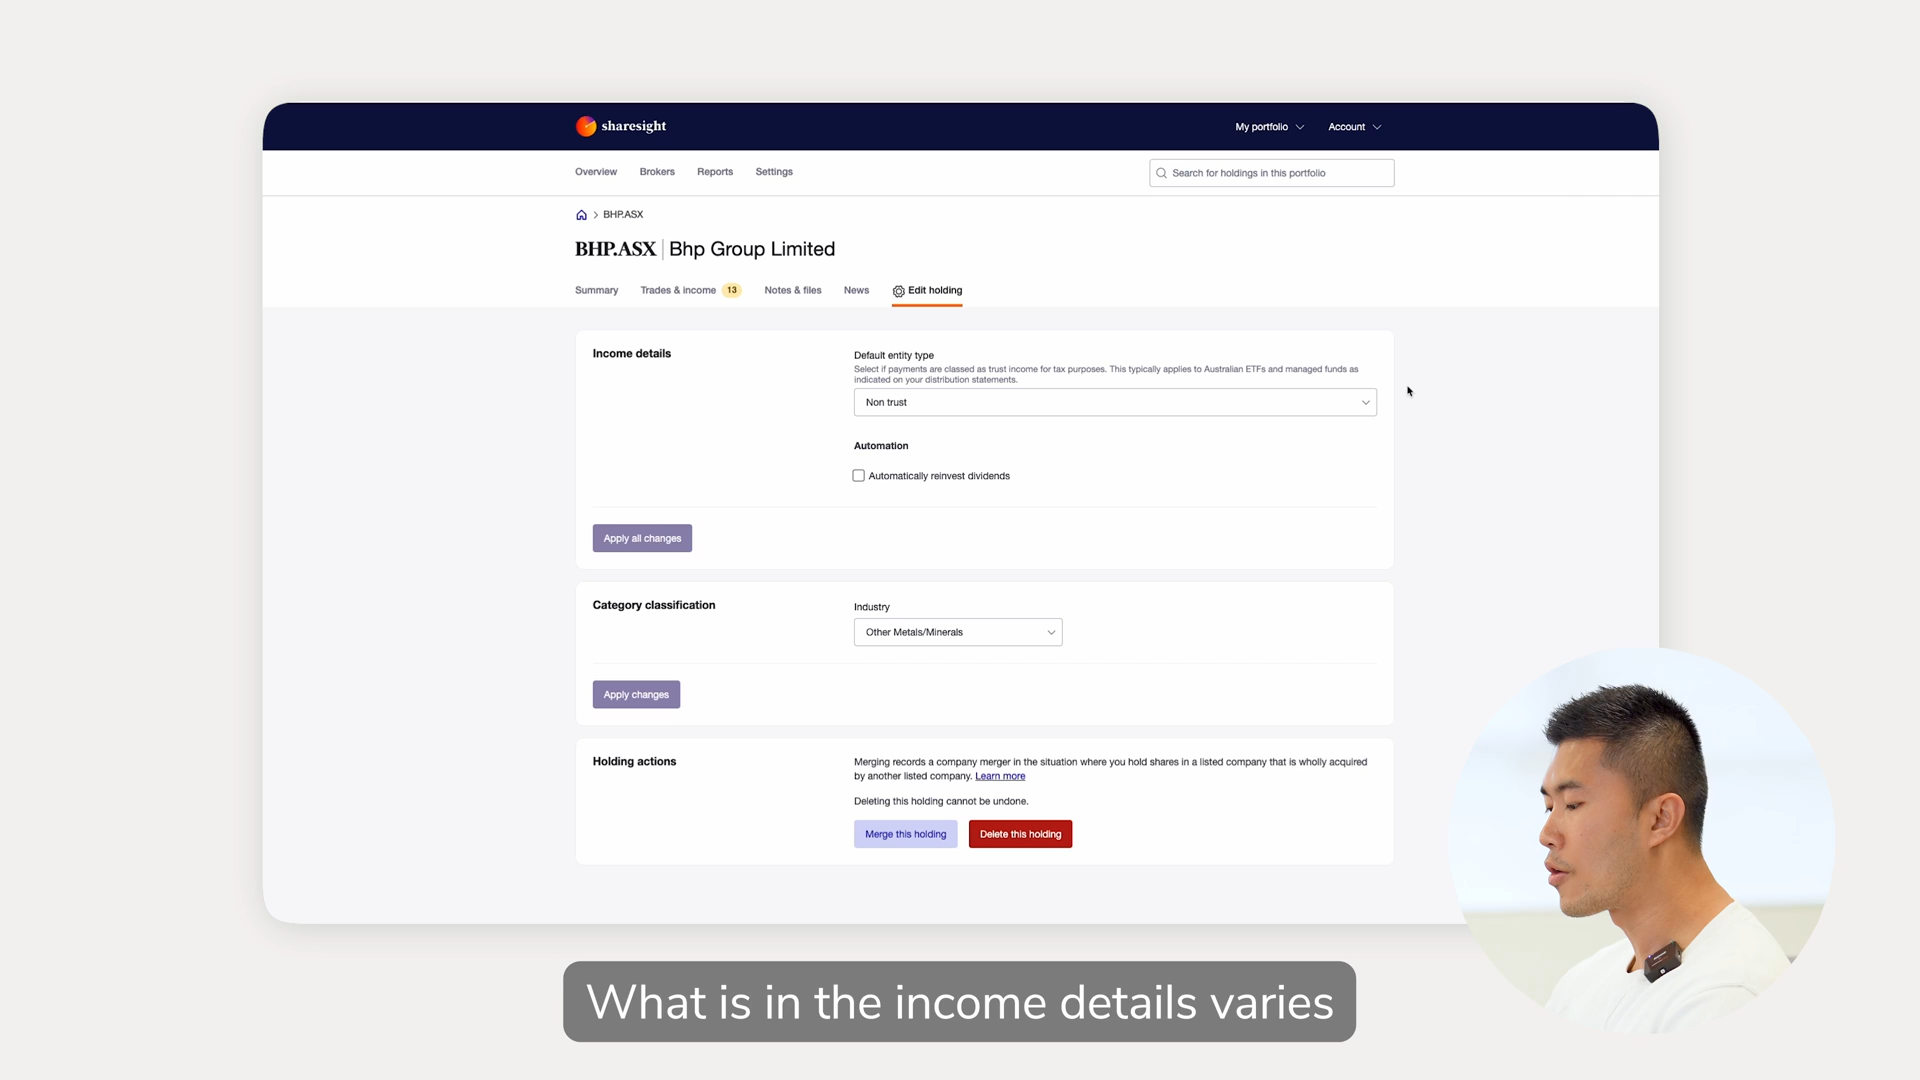 sharesight
My portfolio
Account
Overview
Brokers
Reports
Settings
Search for holdings in this portfolio
BHP.ASX
BHP.ASX | Bhp Group Limited
Summary
Trades & income 13
Notes & files
News
Edit holding
Income details
Default entity type
Select if payments are classed as trust income for tax purposes. This typically applies to Australian ETFs and managed funds as
indicated on your distribution statements.
Non trust
Automation
Automatically reinvest dividends
Apply all changes
Category classification
Industry
Other Metals/Minerals
Apply changes
Holding actions
Merging records a company merger in the situation where you hold shares in a listed company that is wholly acquired
by another listed company. Learn more
Deleting this holding cannot be undone.
Merge this holding
Delete this holding
What is in the income details varies